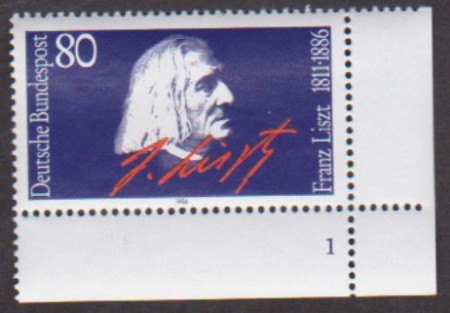 Deutsche Bundespost
80
Franz Liszt 1811·1886
F. Liszt
1986
1